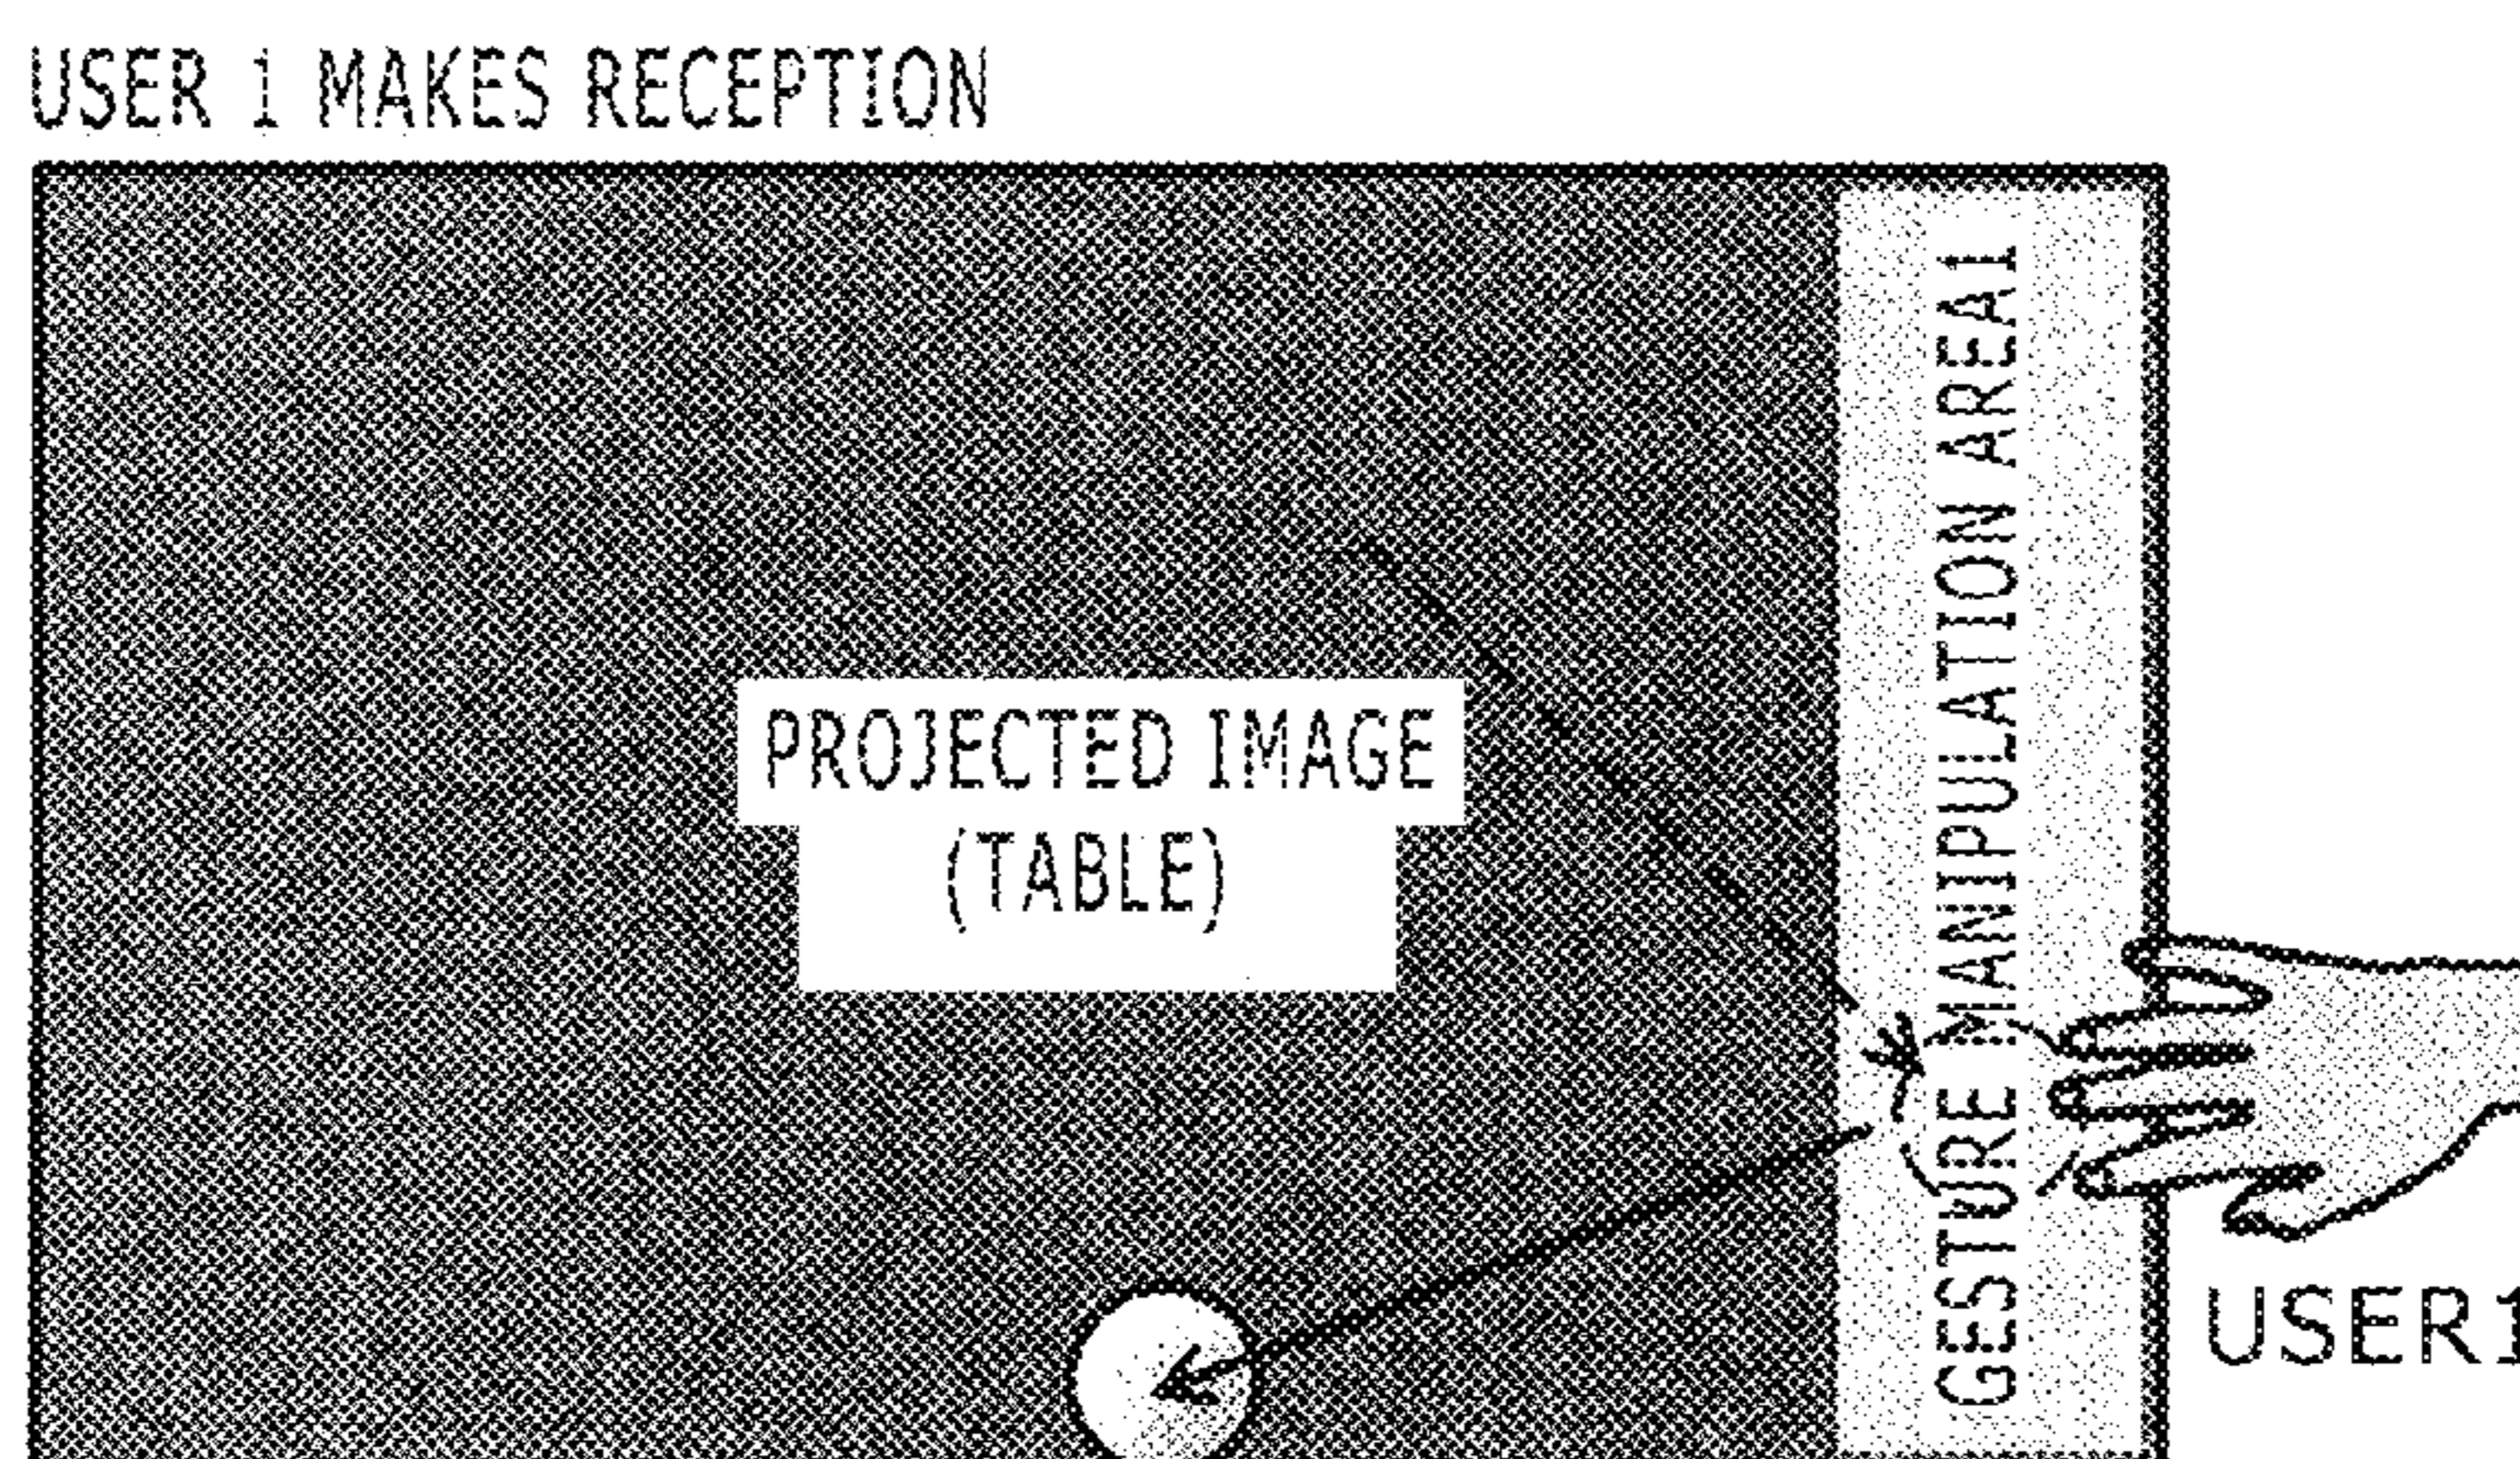 USER 1 MAKES RECEPTION
PROJECTED IMAGE
(TABLE)
GESTURE MANIPULATION AREA1
USER1